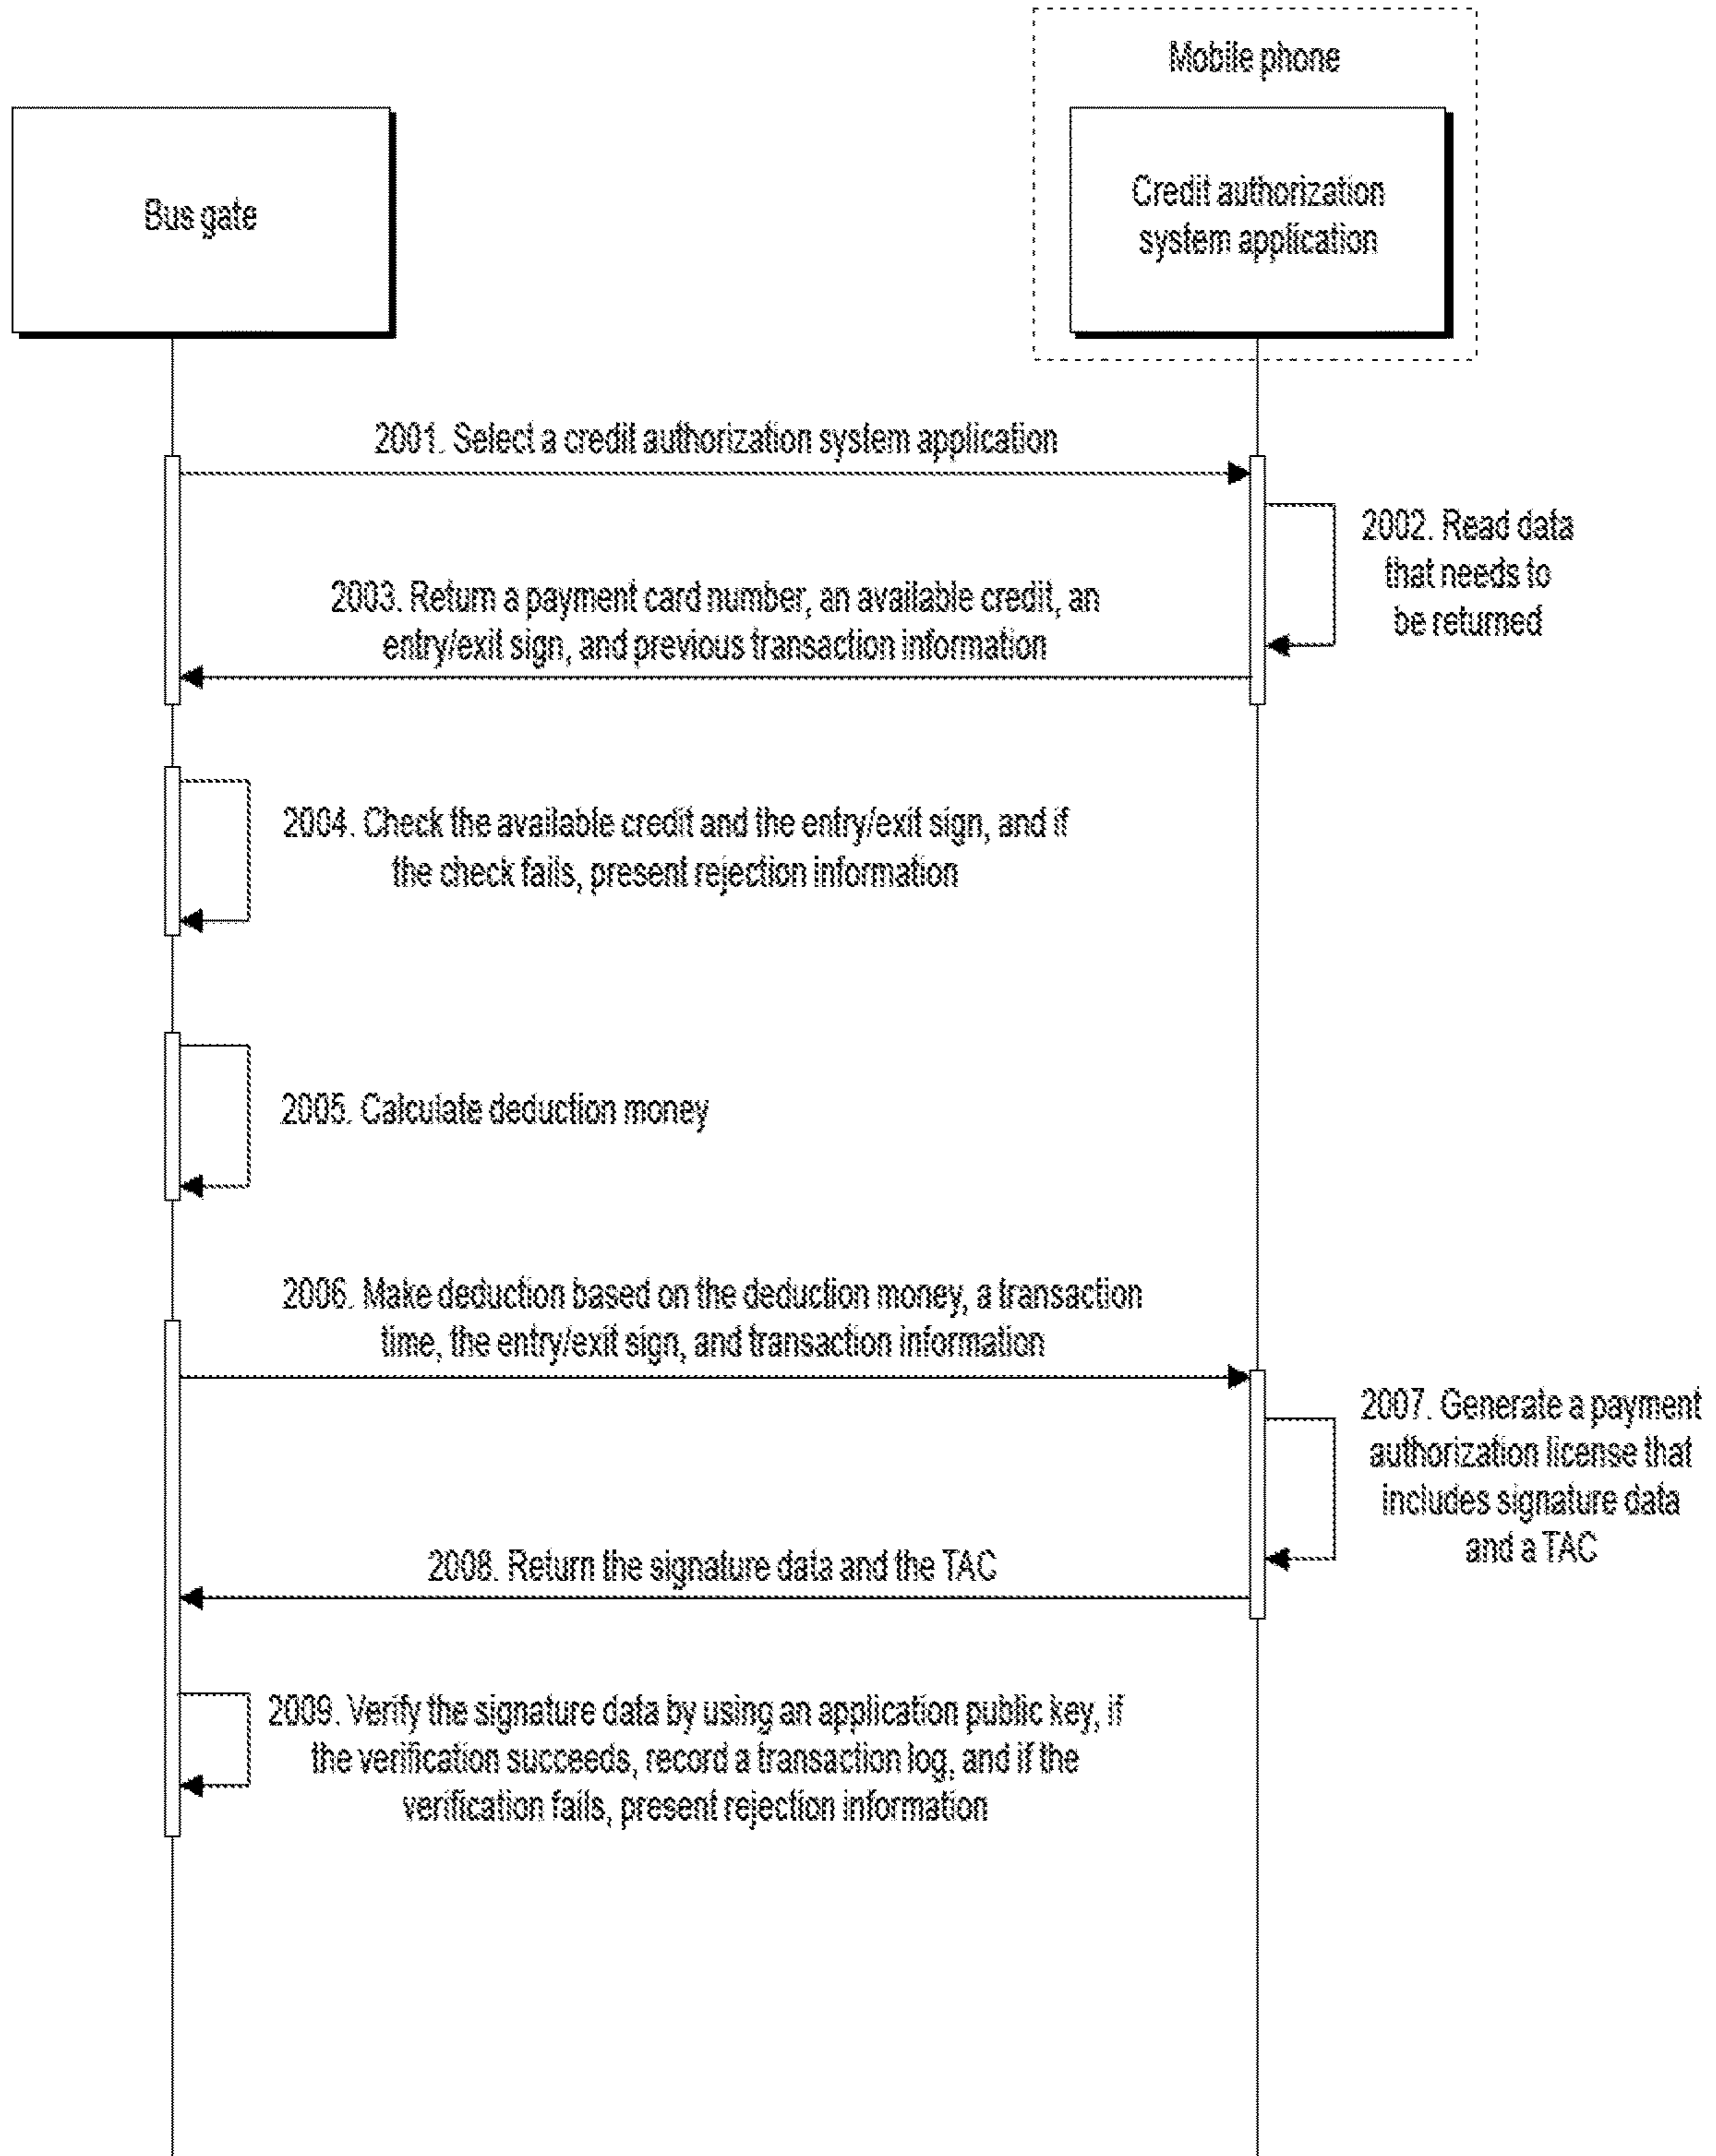 Mobile phone
Bus gate
Credit authorization
system application
2001. Select a credit authorization system application
2002. Read data
that needs to
be returned
2003. Return a payment card number, an available credit, an
entry/exit sign, and previous transaction information
2004. Check the available credit and the entry/exit sign, and if
the check fails, present rejection information
2005. Calculate deduction money
2006. Make deduction based on the deduction money, a transaction
time, the entry/exit sign, and transaction information
2007. Generate a payment
authorization license that
includes signature data
and a TAC
2008. Return the signature data and the TAC
2009. Verify the signature data by using an application public key, if
the verification succeeds, record a transaction log, and if the
verification fails, present rejection information